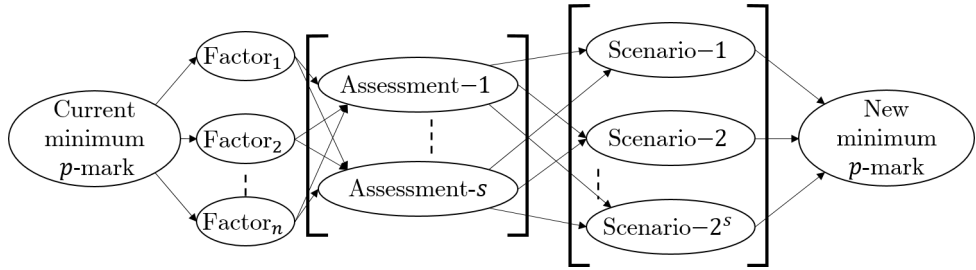 Current
minimum
p-mark
Factor₁
Factor₂
Factorₙ
Assessment−1
Assessment-s
Scenario−1
Scenario−2
Scenario−2ˢ
New
minimum
p-mark